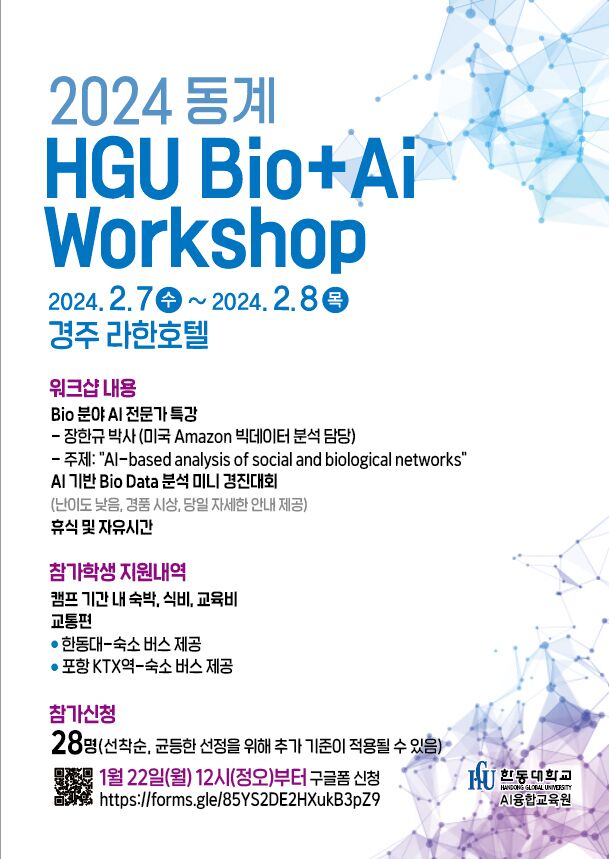 2024 동계
HGU Bio+Ai
Workshop
2024. 2. 7 수 ~ 2024. 2. 8 목
경주 라한호텔
워크샵 내용
Bio 분야 AI 전문가 특강
- 장한규 박사 (미국 Amazon 빅데이터 분석 담당)
- 주제: "AI-based analysis of social and biological networks"
AI 기반 Bio Data 분석 미니 경진대회
(난이도 낮음, 경품 시상, 당일 자세한 안내 제공)
휴식 및 자유시간
참가학생 지원내역
캠프 기간 내 숙박, 식비, 교육비
교통편
• 한동대-숙소 버스 제공
• 포항 KTX역-숙소 버스 제공
참가신청
28명(선착순, 균등한 선정을 위해 추가 기준이 적용될 수 있음)
1월 22일(월) 12시(정오)부터 구글폼 신청
https://forms.gle/85YS2DE2HXukB3pZ9
HGU 한동대학교
HANDONG GLOBAL UNIVERSITY
AI융합교육원